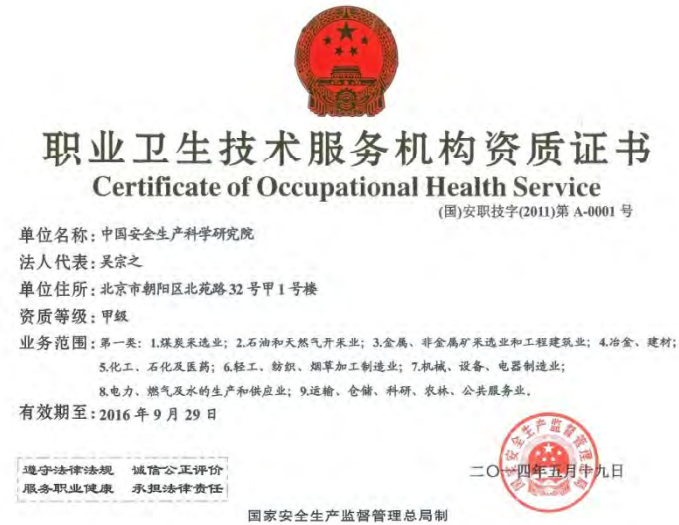 职业卫生技术服务机构资质证书
Certificate of Occupational Health Service
(国)安职技字(2011)第 A-0001 号
单位名称：中国安全生产科学研究院
法人代表：吴宗之
单位住所：北京市朝阳区北苑路32号甲1号楼
资质等级：甲级
业务范围：第一类：1.煤炭采选业；2.石油和天然气开采业；3.金属、非金属矿采选业和工程建筑业；4.冶金、建材；
5.化工、石化及医药；6.轻工、纺织、烟草加工制造业；7.机械、设备、电器制造业；
8.电力、燃气及水的生产和供应业；9.运输、仓储、科研、农林、公共服务业。
有效期至：2016年9月29日
遵守法律法规 诚信公正评价
服务职业健康 承担法律责任
国家安全生产监督管理总局
二〇一四年五月十九日
国家安全生产监督管理总局制